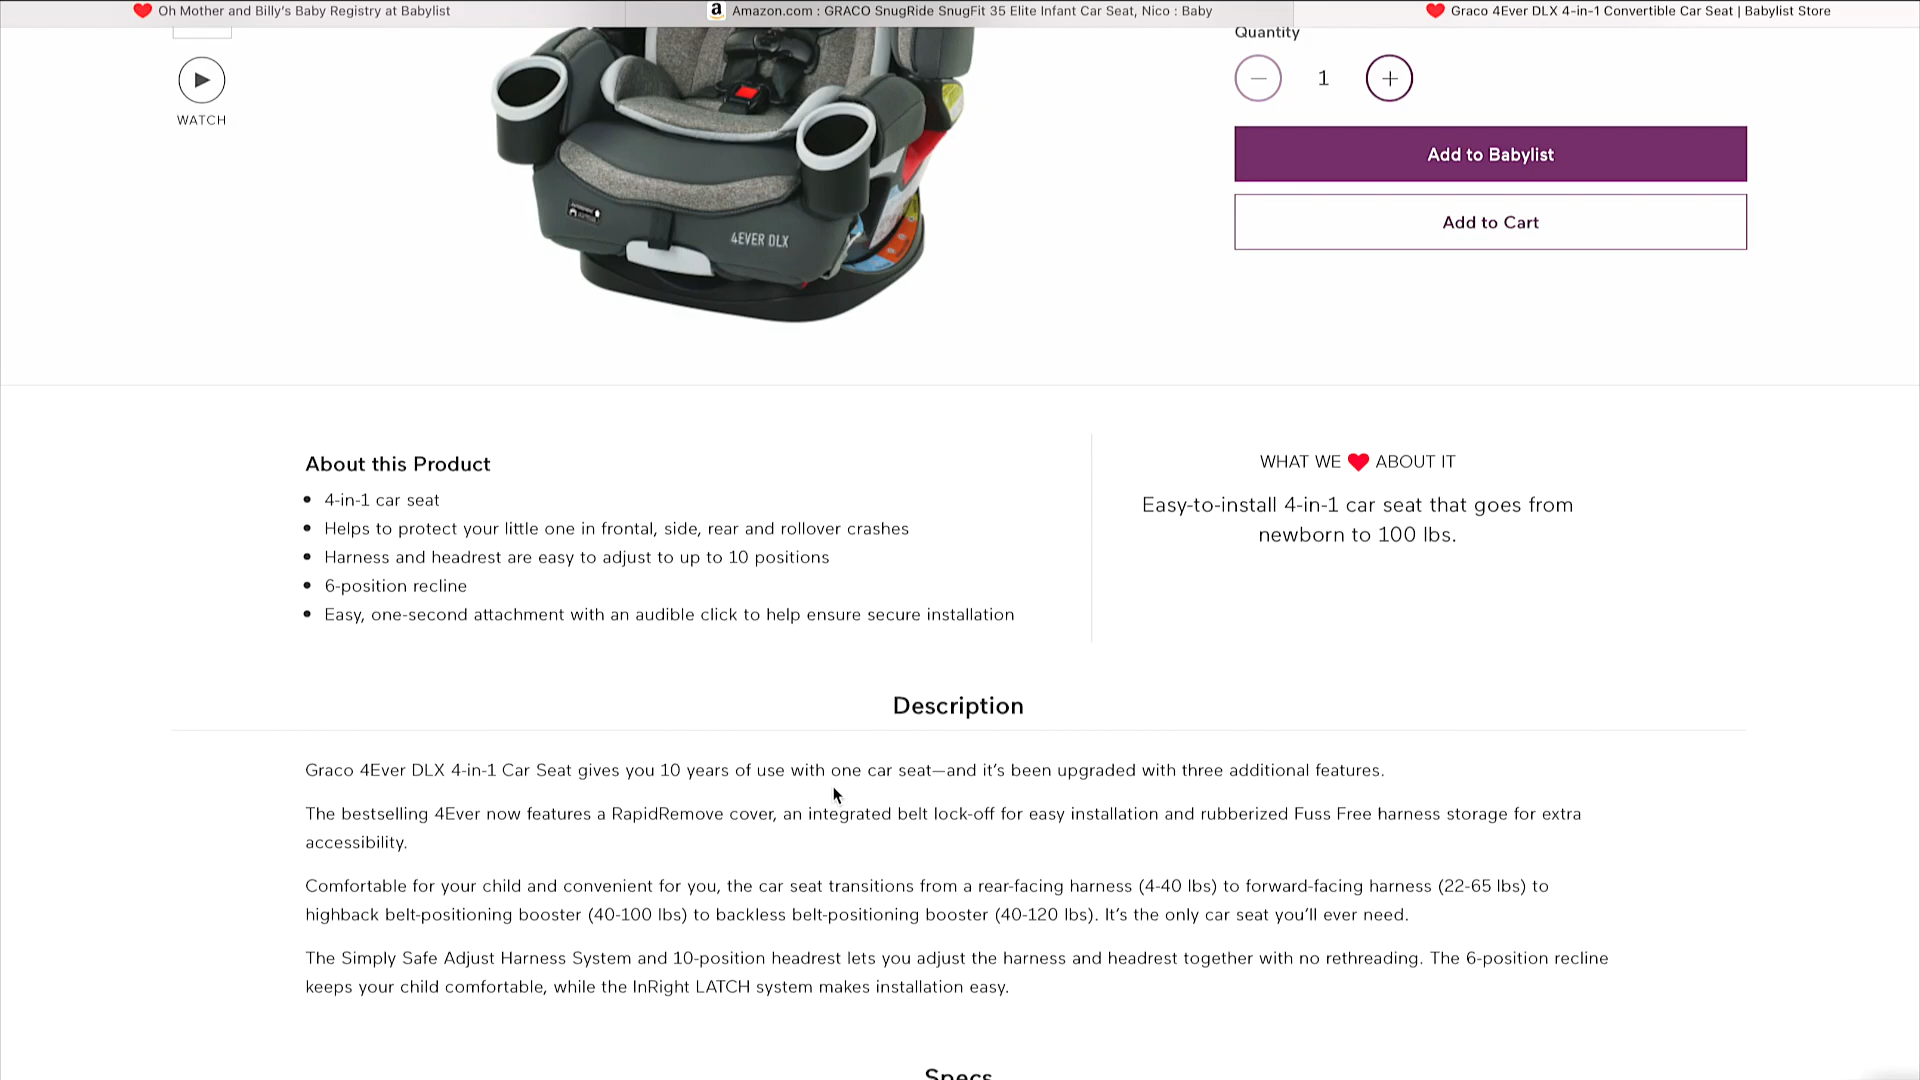 Oh Mother and Billy's Baby Registry at Babylist
Amazon.com : GRACO SnugRide SnugFit 35 Elite Infant Car Seat, Nico : Baby
Graco 4Ever DLX 4-in-1 Convertible Car Seat | Babylist Store
WATCH
4EVER DLX
Quantity
1
Add to Babylist
Add to Cart
About this Product
4-in-1 car seat
Helps to protect your little one in frontal, side, rear and rollover crashes
Harness and headrest are easy to adjust to up to 10 positions
6-position recline
Easy, one-second attachment with an audible click to help ensure secure installation
WHAT WE ❤ ABOUT IT
Easy-to-install 4-in-1 car seat that goes from
newborn to 100 lbs.
Description
Graco 4Ever DLX 4-in-1 Car Seat gives you 10 years of use with one car seat—and it's been upgraded with three additional features.
The bestselling 4Ever now features a RapidRemove cover, an integrated belt lock-off for easy installation and rubberized Fuss Free harness storage for extra
accessibility.
Comfortable for your child and convenient for you, the car seat transitions from a rear-facing harness (4-40 lbs) to forward-facing harness (22-65 lbs) to
highback belt-positioning booster (40-100 lbs) to backless belt-positioning booster (40-120 lbs). It's the only car seat you'll ever need.
The Simply Safe Adjust Harness System and 10-position headrest lets you adjust the harness and headrest together with no rethreading. The 6-position recline
keeps your child comfortable, while the InRight LATCH system makes installation easy.
Specs